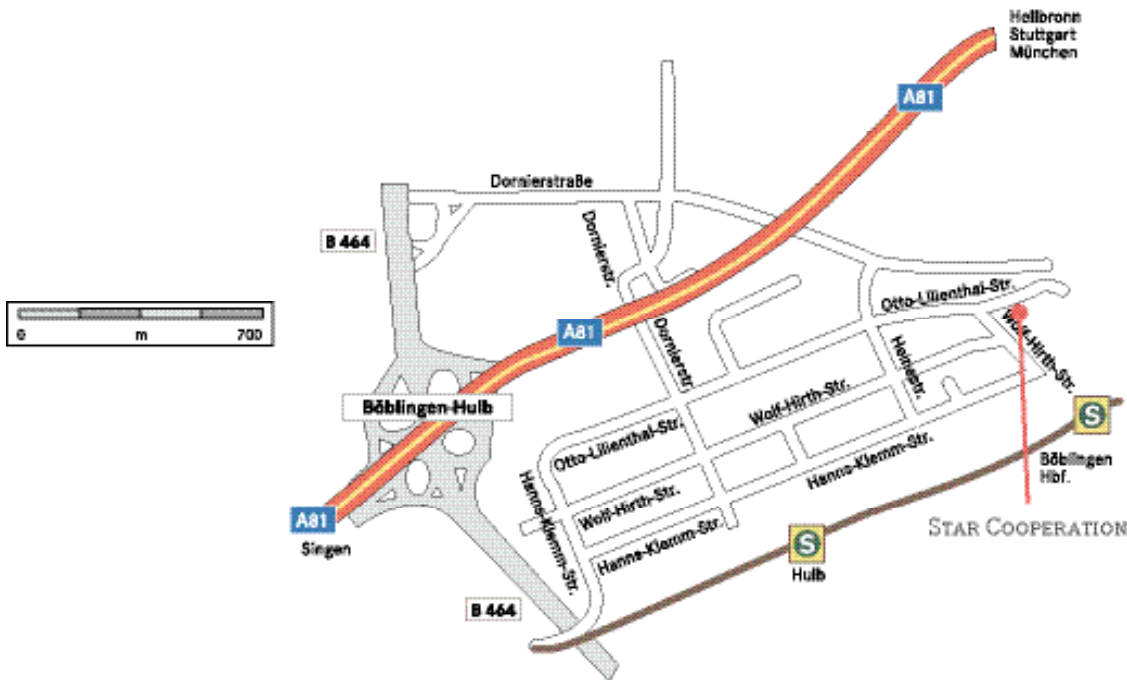 Heilbronn
Stuttgart
München
A81
Dornierstraße
B 464
Dornierstr.
Otto-Lilienthal-Str.
0 m 700
A81
Dornierstr.
Heinestr.
Wolf-Hirth-Str.
Böblingen-Hulb
Wolf-Hirth-Str.
Otto-Lilienthal-Str.
S
Böblingen
Hbf.
Hanns-Klemm-Str.
Hanns-Klemm-Str.
Wolf-Hirth-Str.
A81
Singen
Hanns-Klemm-Str.
STAR COOPERATION
S
Hulb
B 464